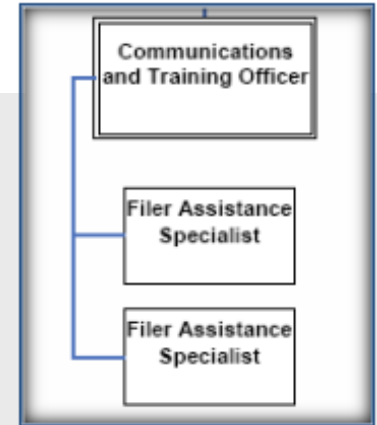 Communications
and Training Officer
Filer Assistance
Specialist
Filer Assistance
Specialist